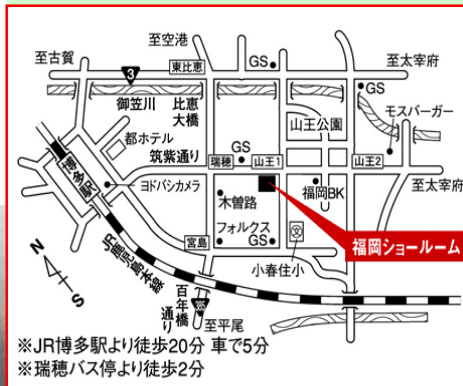 至空港
至古賀
東比恵
GS
至太宰府
3
GS
御笠川
比恵
大橋
山王公園
モスバーガー
都ホテル
筑紫通り
GS
瑞穂
山王1
山王2
博多駅
ヨドバシカメラ
福岡BK
至太宰府
木曽路
フォルクス
宮島
GS
文
小春住小
福岡ショールーム
N
S
JR鹿児島本線
百年橋
通り
至平尾
※JR博多駅より徒歩20分 車で5分
※瑞穂バス停より徒歩2分